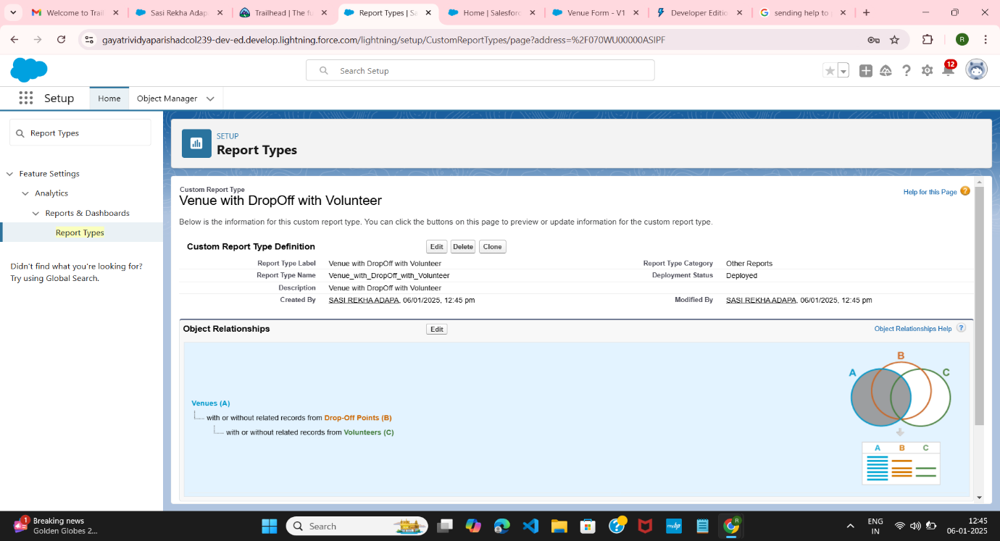 Welcome to Trail
Sasi Rekha Adap
Trailhead | The fu
Report Types | Sa
Home | Salesforc
Venue Form - V1
Developer Editio
sending help to
gayatrividyaparishadcol239-dev-ed.develop.lightning.force.com/lightning/setup/CustomReportTypes/page?address=%2F070WU00000ASIPF
R
Search Setup
12
Setup
Home
Object Manager
Report Types
Feature Settings
Analytics
Reports & Dashboards
Report Types
Didn't find what you're looking for?
Try using Global Search.
SETUP
Report Types
Custom Report Type
Venue with DropOff with Volunteer
Help for this Page ?
Below is the information for this custom report type. You can click the buttons on this page to preview or update information for the custom report type.
Custom Report Type Definition
Edit Delete Clone
Report Type Label Venue with DropOff with Volunteer Report Type Category Other Reports
Report Type Name Venue_with_DropOff_with_Volunteer Deployment Status Deployed
Description Venue with DropOff with Volunteer
Created By SASI REKHA ADAPA, 06/01/2025, 12:45 pm Modified By SASI REKHA ADAPA, 06/01/2025, 12:45 pm
Object Relationships
Edit
Object Relationships Help ?
Venues (A)
with or without related records from Drop-Off Points (B)
with or without related records from Volunteers (C)
B
A
C
A B C
1
Breaking news
Golden Globes 2...
Search
myhp
R
ENG
IN
12:45
06-01-2025